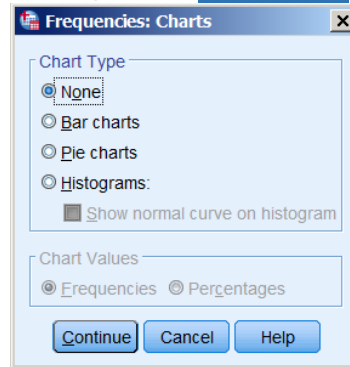 Frequencies: Charts
Chart Type
None
Bar charts
Pie charts
Histograms:
Show normal curve on histogram
Chart Values
Frequencies Percentages
Continue Cancel Help